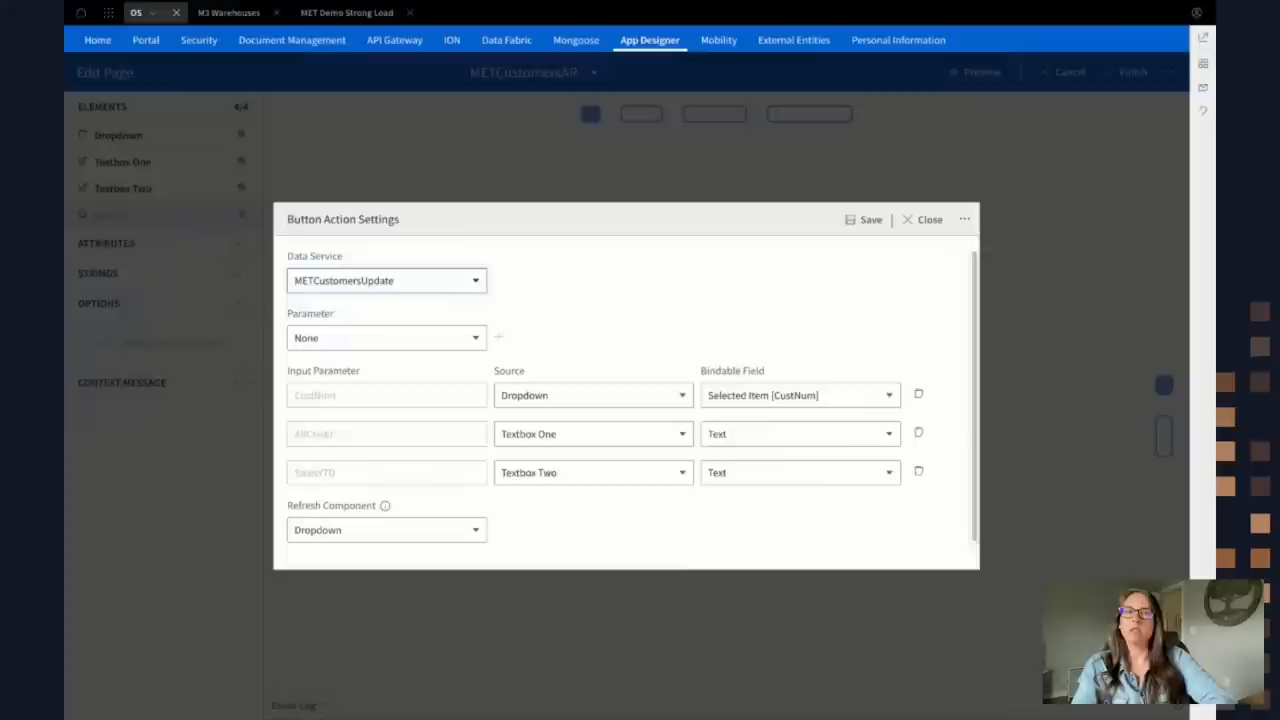 OS
M3 Warehouses
MET Demo Strong Load
Home Portal Security Document Management API Gateway ION Data Fabric Mongoose App Designer Mobility External Entities Personal Information
Edit Page
METCustomersAR
Preview Cancel Finish
ELEMENTS 4/4
Dropdown
Textbox One
Textbox Two
ATTRIBUTES
STRINGS
OPTIONS
CONTEXT MESSAGE
Button Action Settings
Save | Close ...
Data Service
METCustomersUpdate
Parameter
None
Input Parameter Source Bindable Field
CustNum Dropdown Selected Item [CustNum]
Textbox One Text
SalesYTD Textbox Two Text
Refresh Component
Dropdown
Error Log